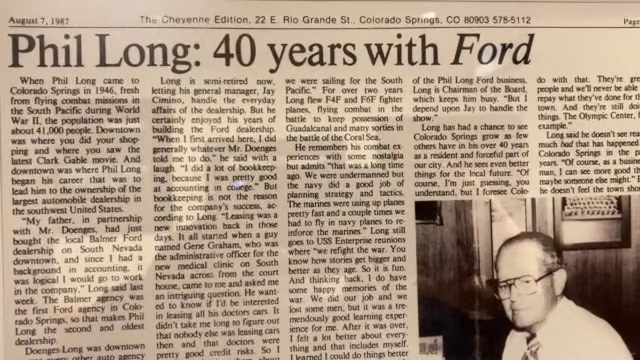 August 7, 1987
The Cheyenne Edition, 22 E. Rio Grande St., Colorado Springs, CO 80903 578-5112
Page
Phil Long: 40 years with Ford
When Phil Long came to
Colorado Springs in 1946, fresh
from flying combat missions in
the South Pacific during World
War II, the population was just
about 41,000 people. Downtown
was where you did your shop-
ping and where you saw the
latest Clark Gable movie. And
downtown was where Phil Long
began his career that was to
lead him to the ownership of the
largest automobile dealership in
the southwest United States.
"My father, in partnership
with Mr. Doenges, had just
bought the local Balmer Ford
dealership on South Nevada
downtown, and since I had a
background in accounting, it
was logical I would go to work
in the company," Long said last
week. The Balmer agency was
the first Ford agency in Colo-
rado Springs, so that makes Phil
Long the second and oldest
dealership.
Doenges-Long was downtown
every other auto agency
Long is semi-retired now,
letting his general manager, Jay
Cimino, handle the everyday
affairs of the dealership. But he
certainly enjoyed his years of
building the Ford dealership.
"When I first arrived here, I did
generally whatever Mr. Doenges
told me to do," he said with a
laugh. "I did a lot of bookkeep-
ing, because I was pretty good
at accounting in college." But
bookkeeping is not the reason
for the company's success, ac-
cording to Long. "Leasing was a
new innovation back in those
days. It all started when a guy
named Gene Graham, who was
the administrative officer for the
new medical clinic on South
Nevada across from the court
house, came to me and asked me
an intriguing question. He want-
ed to know if I'd be interested
in leasing all his doctors cars. It
didn't take me long to figure out
that nobody else was leasing cars
then and that doctors were
pretty good credit risks. So I
we were sailing for the South
Pacific." For over two years
Long flew F4F and F6F fighter
planes, flying combat in the
battle to keep possession of
Guadalcanal and many sorties in
the battle of the Coral Sea.
He remembers his combat ex-
periences with some nostalgia
but admits "that was a long time
ago. We were undermanned but
the navy did a good job of
planning strategy and tactics.
The marines were using up planes
pretty fast and a couple times we
had to fly in navy planes to re-
inforce the marines." Long still
goes to USS Enterprise reunions
where "we refight the war. You
know how stories get bigger and
better as they age. So it is fun.
And thinking back, I do have
some happy memories of the
war. We did our job and we
lost some men, but it was a tre-
mendously good learning exper-
ience for me. After it was over,
I felt a lot better about every-
thing and that includes myself.
I learned I could do things better
of the Phil Long Ford business,
Long is Chairman of the Board,
which keeps him busy. "But I
depend upon Jay to handle the
show."
Long has had a chance to see
Colorado Springs grow as few
others have in his over 40 years
as a resident and forceful part of
our city. And he sees even better
things for the local future. "Of
course, I'm just guessing, you
understand, but I foresee Colo-
do with that. They're gre
people and we'll never be able
repay what they've done for th
town. And they're still doi
things. The Olympic Center, f
example."
Long said he doesn't see rea
much bad that has happened
Colorado Springs in the p
years. "Of course, as a busin
man, I can see more good th
maybe someone else might." B
he doesn't feel the town sho